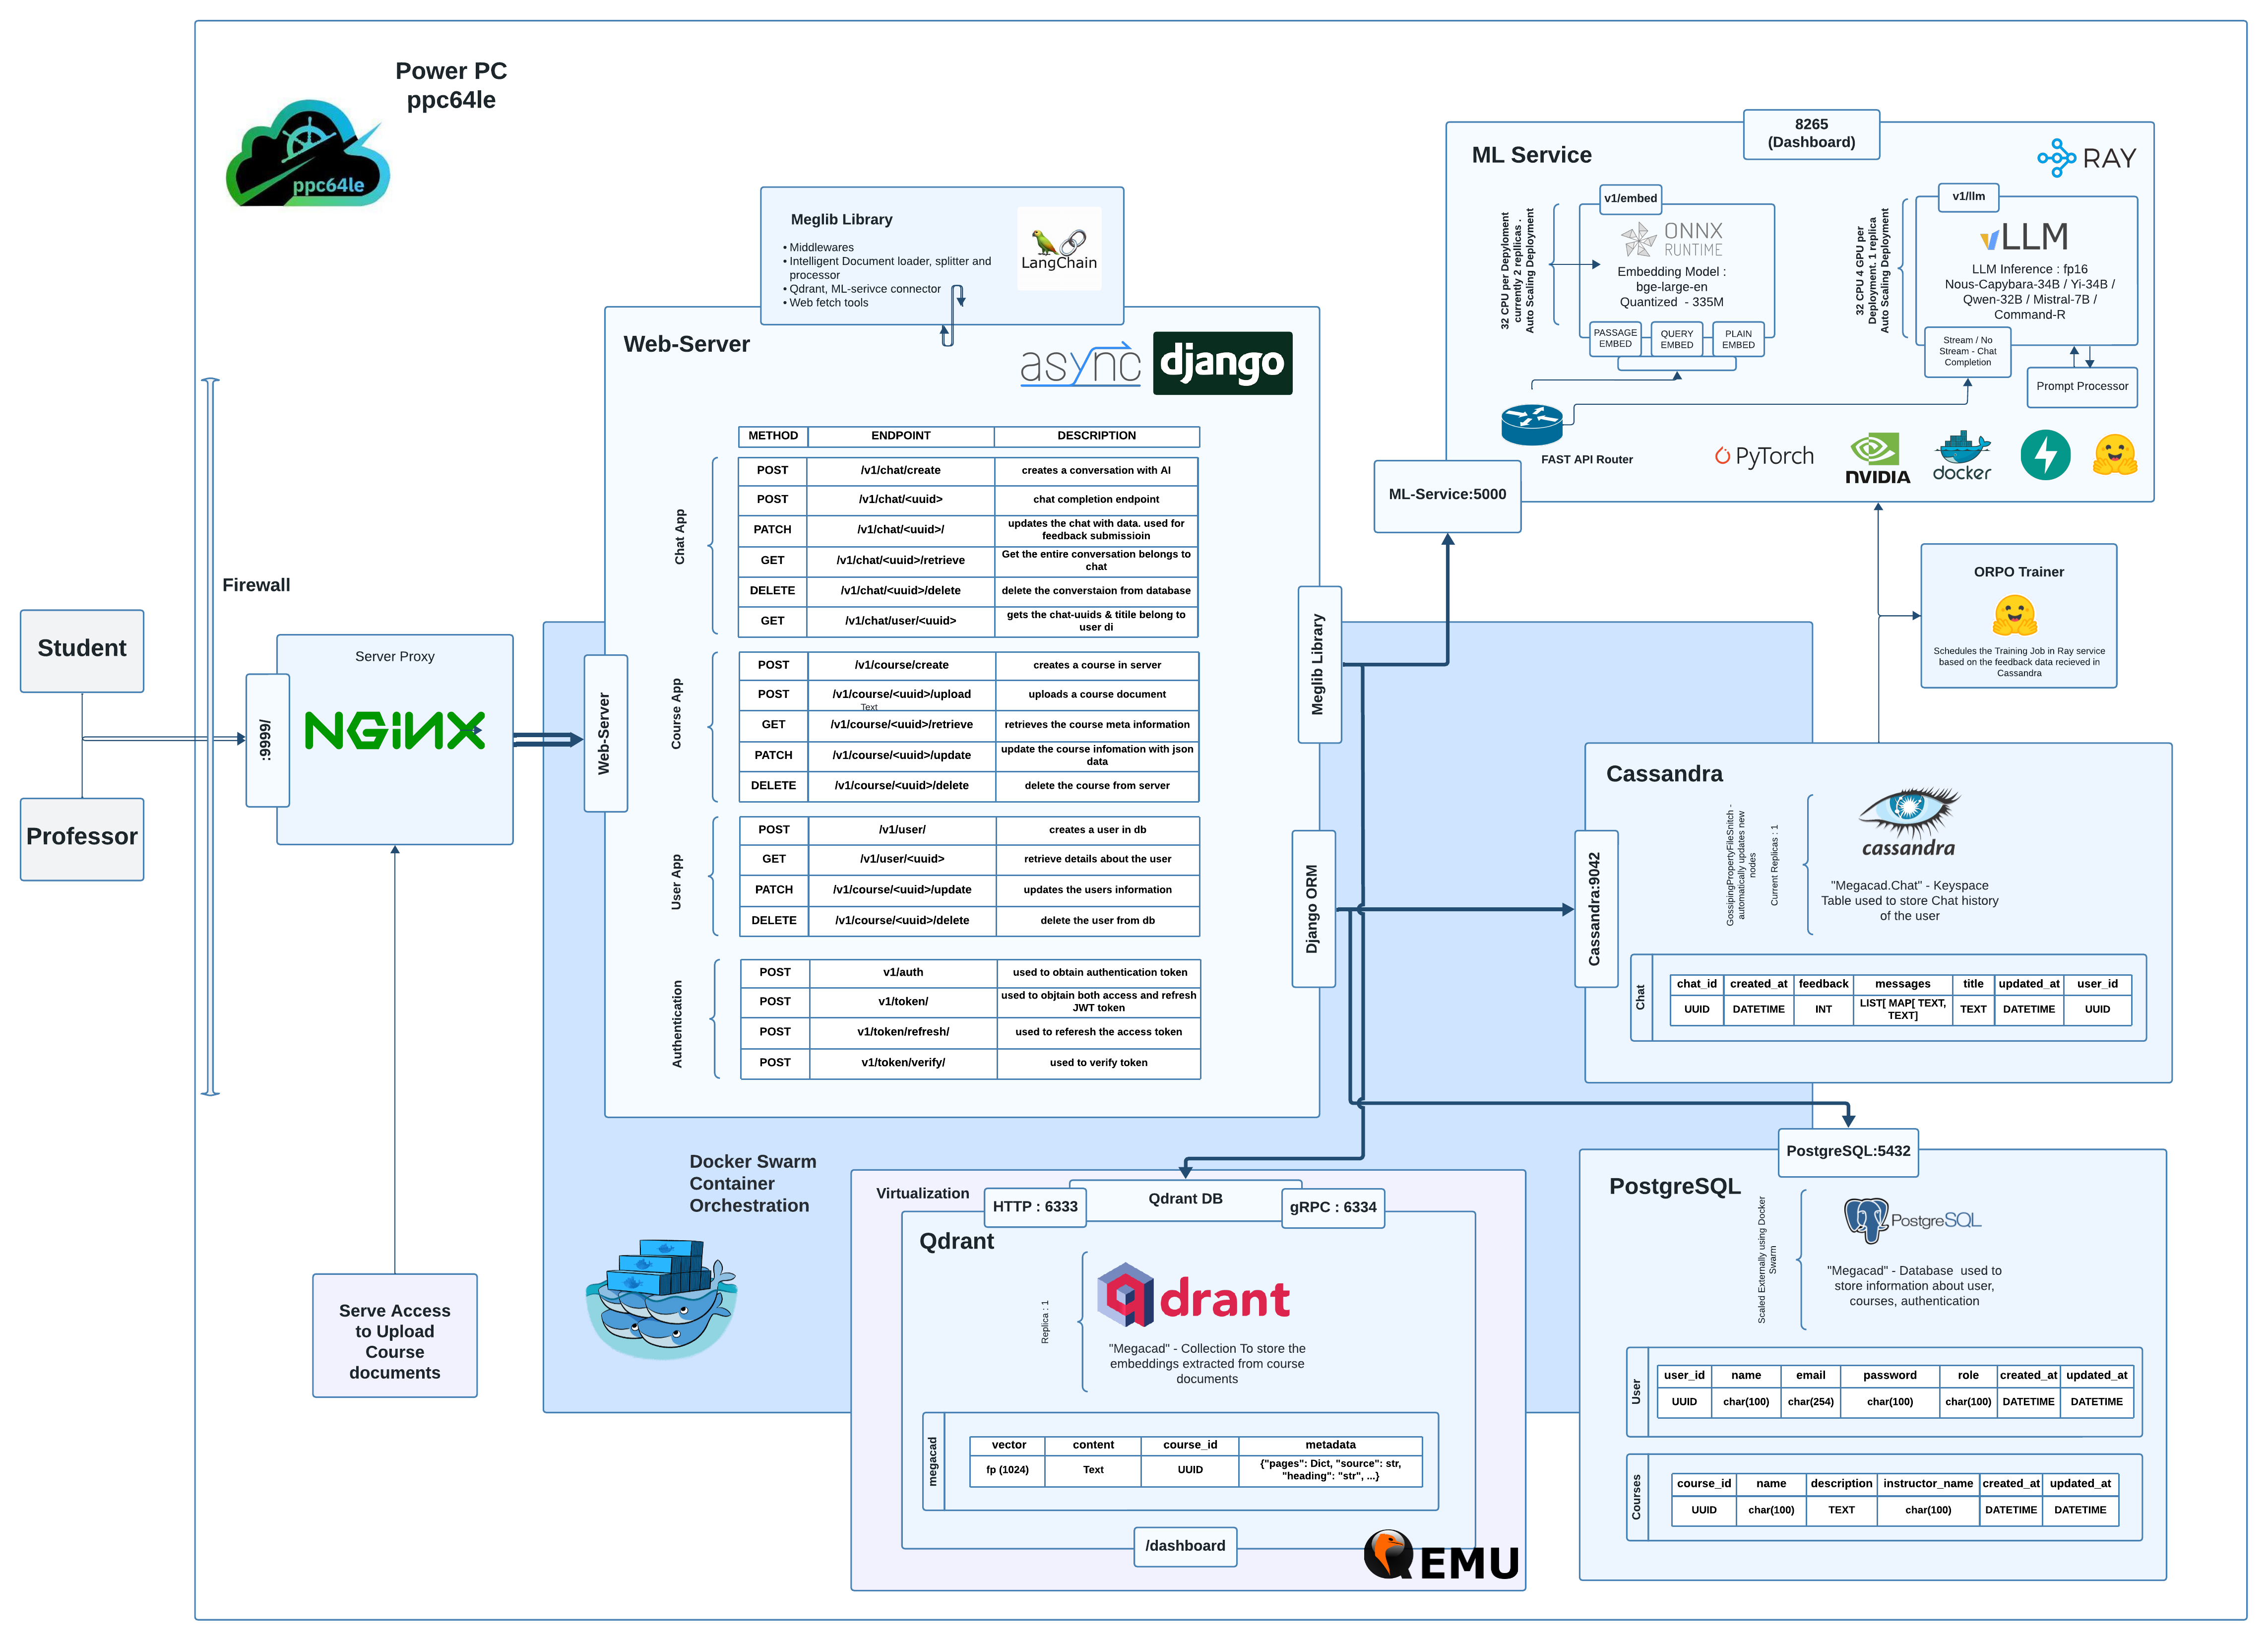 Power PC
ppc64le
ppc64le
Firewall
Student
Professor
:9999/
Server Proxy
NGiNX
Serve Access
to Upload
Course
documents
Meglib Library
• Middlewares
• Intelligent Document loader, splitter and
processor
• Qdrant, ML-serivce connector
• Web fetch tools
LangChain
Web-Server
async
django
Web-Server
METHOD ENDPOINT DESCRIPTION
Chat App
POST /v1/chat/create creates a conversation with AI
POST /v1/chat/<uuid> chat completion endpoint
PATCH /v1/chat/<uuid>/ updates the chat with data. used for
feedback submissioin
GET /v1/chat/<uuid>/retrieve Get the entire conversation belongs to
chat
DELETE /v1/chat/<uuid>/delete delete the converstaion from database
GET /v1/chat/user/<uuid> gets the chat-uuids & titile belong to
user di
Course App
POST /v1/course/create creates a course in server
POST /v1/course/<uuid>/upload uploads a course document
Text
GET /v1/course/<uuid>/retrieve retrieves the course meta information
PATCH /v1/course/<uuid>/update update the course infomation with json
data
DELETE /v1/course/<uuid>/delete delete the course from server
User App
POST /v1/user/ creates a user in db
GET /v1/user/<uuid> retrieve details about the user
PATCH /v1/course/<uuid>/update updates the users information
DELETE /v1/course/<uuid>/delete delete the user from db
Authentication
POST v1/auth used to obtain authentication token
POST v1/token/ used to objtain both access and refresh
JWT token
POST v1/token/refresh/ used to referesh the access token
POST v1/token/verify/ used to verify token
Meglib Library
Django ORM
Docker Swarm
Container
Orchestration
ML Service
8265
(Dashboard)
RAY
32 CPU per Depyloment
currently 2 repllicas .
Auto Scaling Deployment
v1/embed
ONNX
RUNTIME
Embedding Model :
bge-large-en
Quantized - 335M
PASSAGE
EMBED
QUERY
EMBED
PLAIN
EMBED
32 CPU 4 GPU per
Deployment. 1 replica
Auto Scaling Deployment
v1/llm
vLLM
LLM Inference : fp16
Nous-Capybara-34B / Yi-34B /
Qwen-32B / Mistral-7B /
Command-R
Stream / No
Stream - Chat
Completion
Prompt Processor
FAST API Router
PyTorch
NVIDIA
docker
ML-Service:5000
ORPO Trainer
Schedules the Training Job in Ray service
based on the feedback data recieved in
Cassandra
Cassandra
Cassandra:9042
GossipingPropertyFileSnitch -
automatically updates new
nodes
Current Replicas : 1
cassandra
"Megacad.Chat" - Keyspace
Table used to store Chat history
of the user
Chat
chat_id created_at feedback messages title updated_at user_id
UUID DATETIME INT LIST[ MAP[ TEXT,
TEXT] TEXT DATETIME UUID
PostgreSQL:5432
PostgreSQL
Scaled Externally using Docker
Swarm
PostgreSQL
"Megacad" - Database used to
store information about user,
courses, authentication
User
user_id name email password role created_at updated_at
UUID char(100) char(254) char(100) char(100) DATETIME DATETIME
Courses
course_id name description instructor_name created_at updated_at
UUID char(100) TEXT char(100) DATETIME DATETIME
Virtualization
HTTP : 6333
Qdrant DB
gRPC : 6334
Qdrant
Replica : 1
qdrant
"Megacad" - Collection To store the
embeddings extracted from course
documents
megacad
vector content course_id metadata
fp (1024) Text UUID {"pages": Dict, "source": str,
"heading": "str", ...}
/dashboard
QEMU